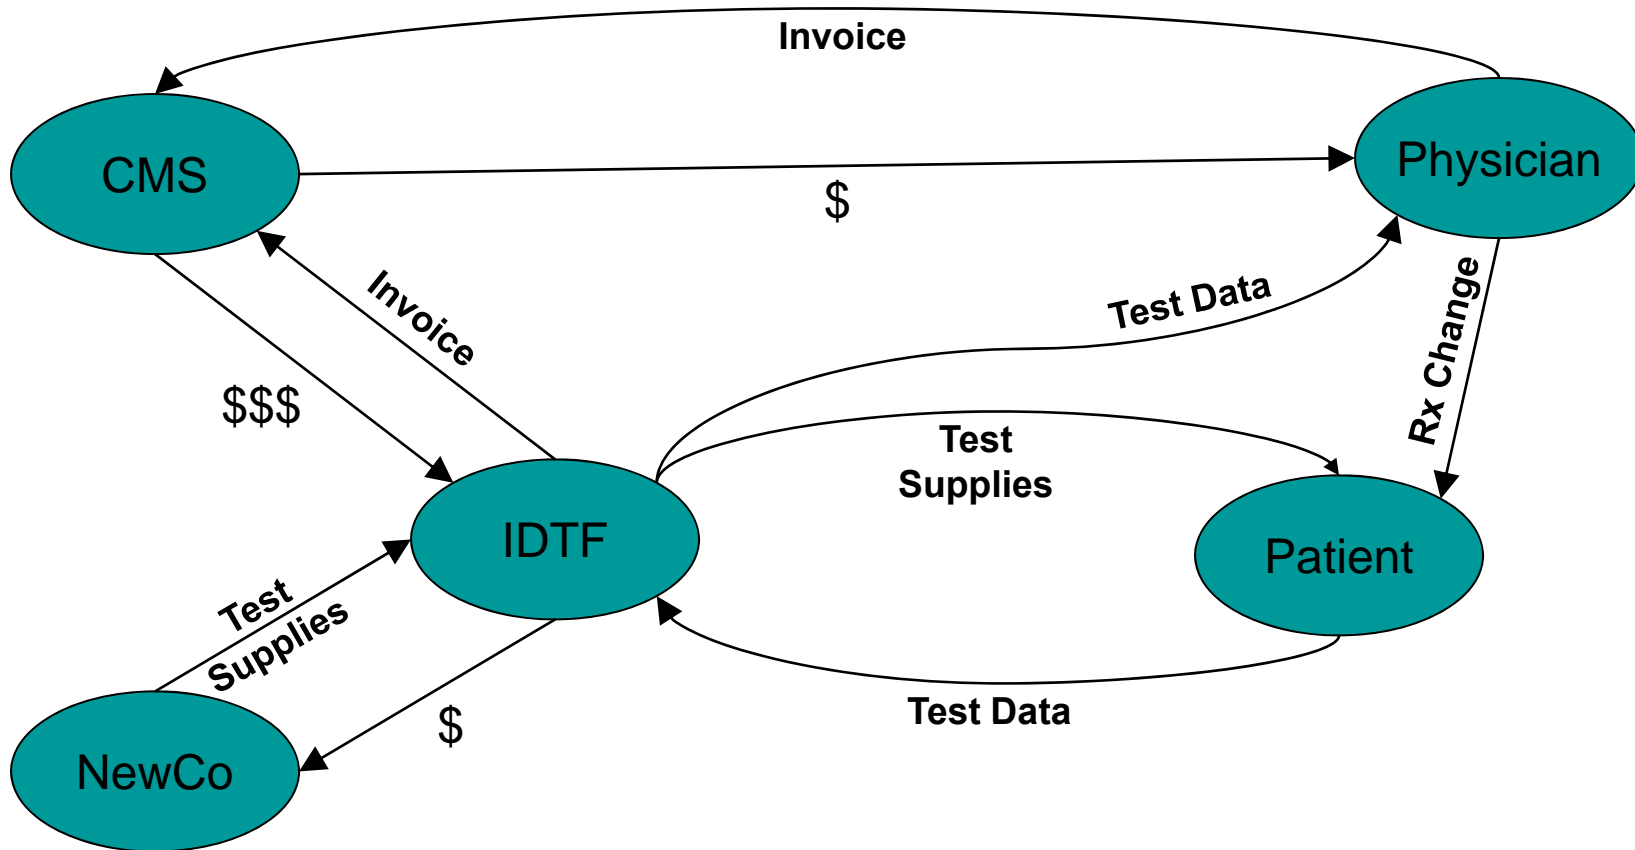 Invoice
CMS
Physician
$
Invoice
Test Data
Rx Change
$$$
Test
Supplies
IDTF
Patient
Test
Supplies
Test Data
$
NewCo